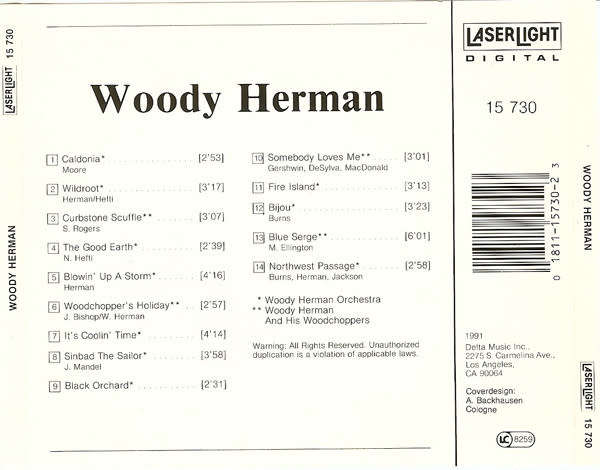 LASERLIGHT 15 730
WOODY HERMAN
Woody Herman
1 Caldonia* [2'53]
Moore
2 Wildroot* [3'17]
Herman/Hefti
3 Curbstone Scuffle** [3'07]
S. Rogers
4 The Good Earth* [2'39]
N. Hefti
5 Blowin' Up A Storm* [4'16]
Herman
6 Woodchopper's Holiday** [2'57]
J. Bishop/W. Herman
7 It's Coolin' Time* [4'14]
8 Sinbad The Sailor* [3'58]
J. Mandel
9 Black Orchard* [2'31]
10 Somebody Loves Me** [3'01]
Gershwin, DeSylva, MacDonald
11 Fire Island* [3'13]
12 Bijou* [3'23]
Burns
13 Blue Serge** [6'01]
M. Ellington
14 Northwest Passage* [2'58]
Burns, Herman, Jackson
* Woody Herman Orchestra
** Woody Herman
And His Woodchoppers
Warning: All Rights Reserved. Unauthorized
duplication is a violation of applicable laws.
LASERLIGHT
DIGITAL
15 730
0 1811-15730-2 3
1991
Delta Music Inc.,
2275 S. Carmelina Ave.,
Los Angeles,
CA 90064
Coverdesign:
A. Backhausen
Cologne
LC 8259
WOODY HERMAN
LASERLIGHT 15 730